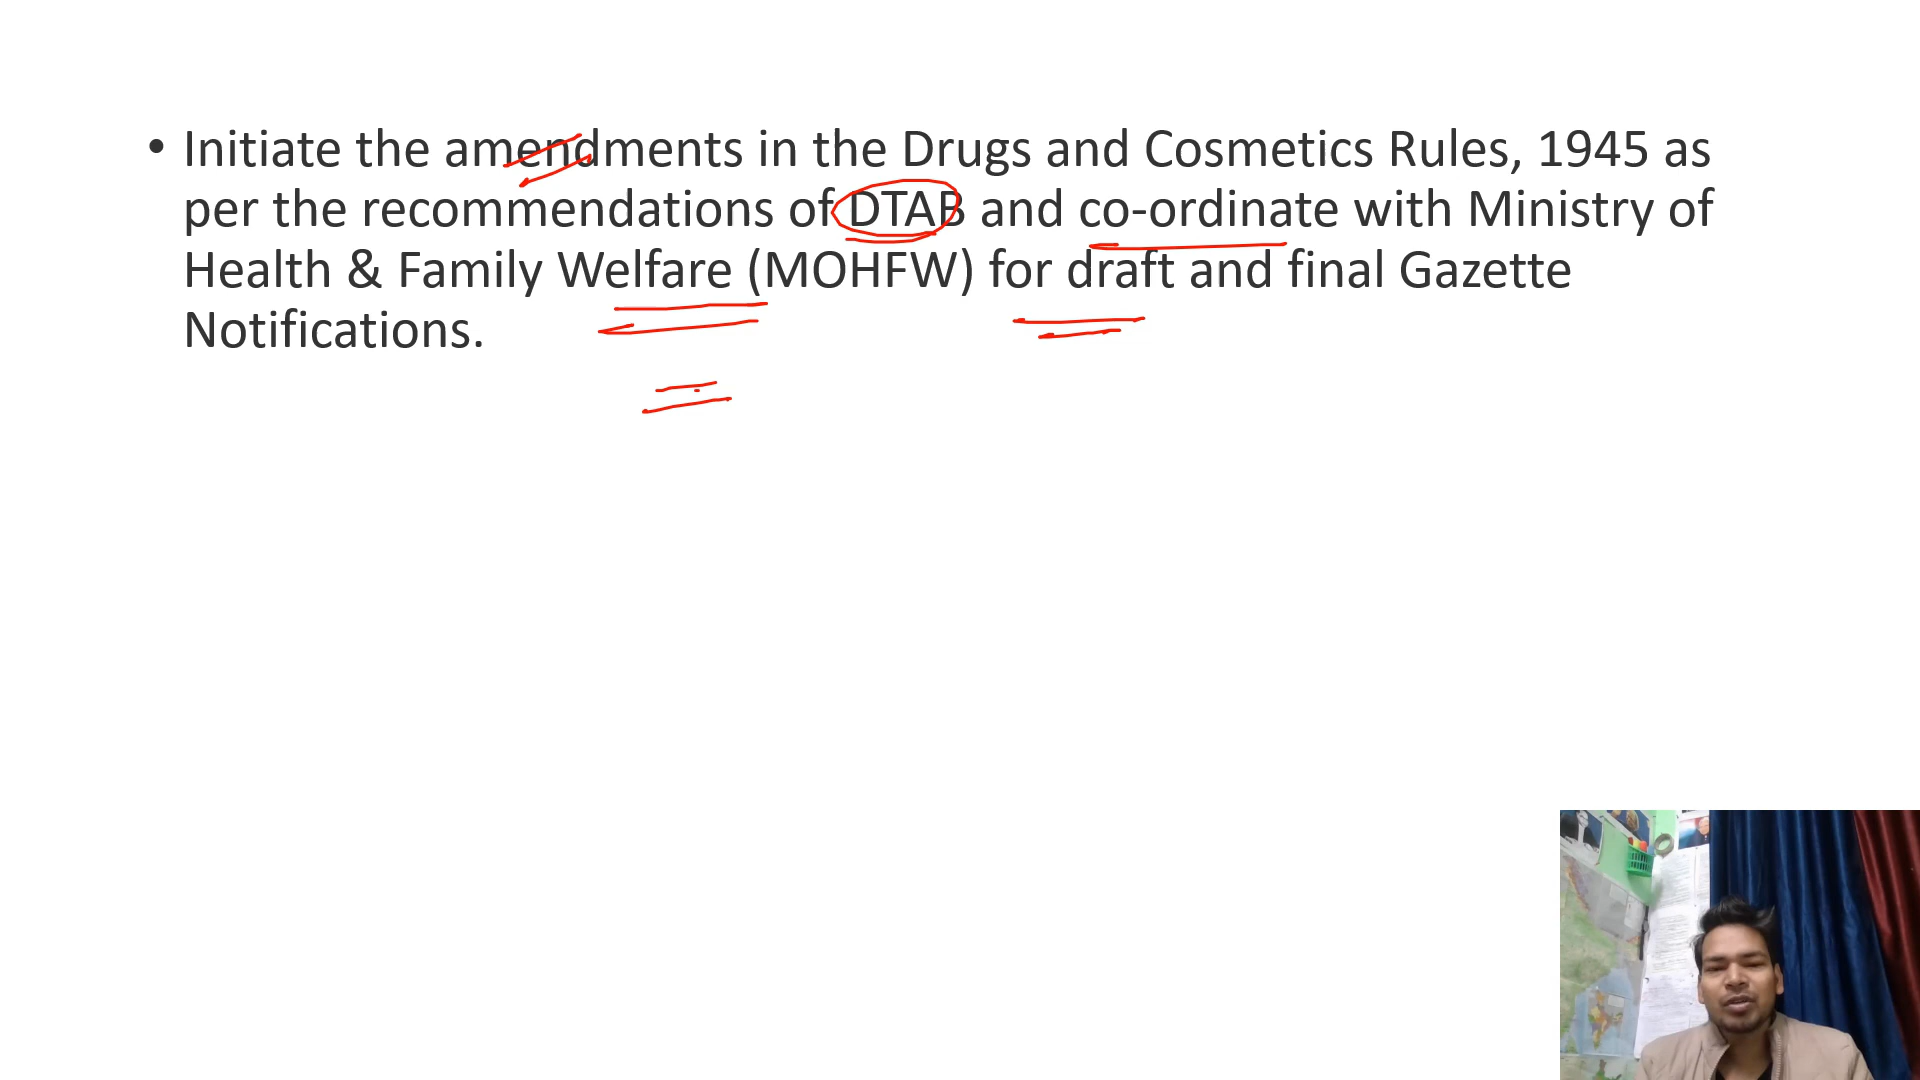 • Initiate the amendments in the Drugs and Cosmetics Rules, 1945 as
per the recommendations of DTAB and co-ordinate with Ministry of
Health & Family Welfare (MOHFW) for draft and final Gazette
Notifications.